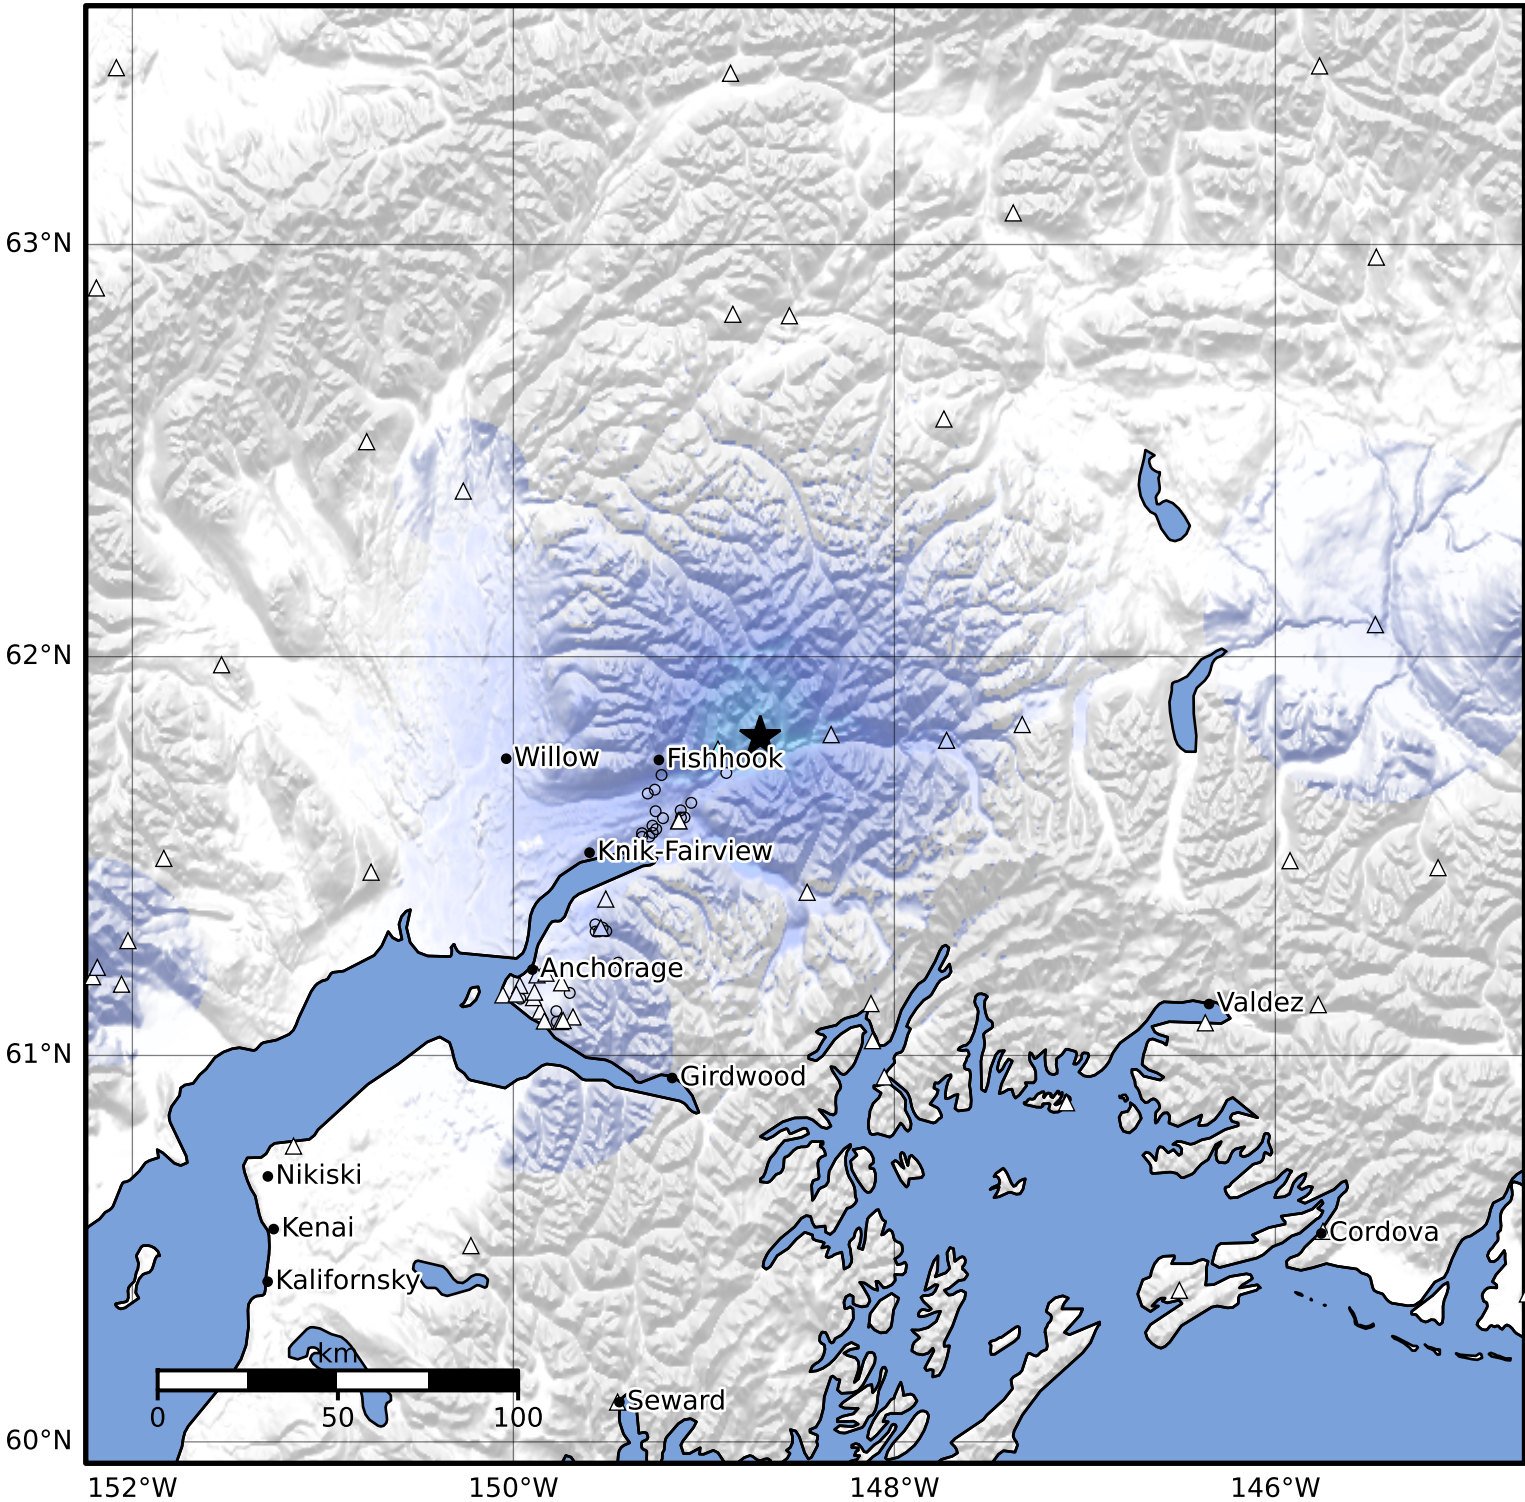 63°N
62°N
Willow
Fishhook
Knik-Fairview
Anchorage
Valdez
61°N
Girdwood
Nikiski
Kenai
Cordova
Kalifornsky
km
0 50 100
Seward
60°N
152°W 150°W 148°W 146°W